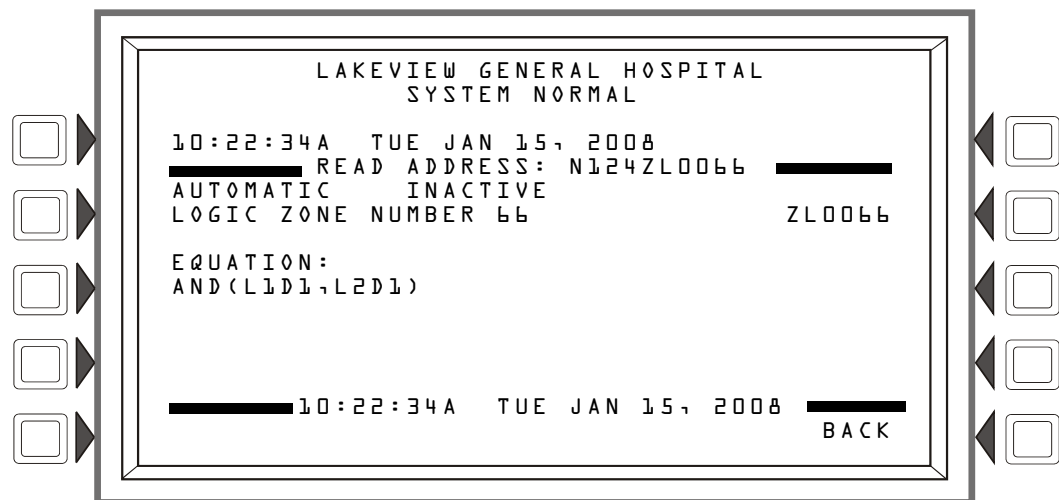 LAKEVIEW GENERAL HOSPITAL
SYSTEM NORMAL
10:22:34A TUE JAN 15, 2008
READ ADDRESS: N124ZL0066
AUTOMATIC INACTIVE
LOGIC ZONE NUMBER 66 ZL0066
EQUATION:
AND(L1D1,L2D1)
10:22:34A TUE JAN 15, 2008
BACK